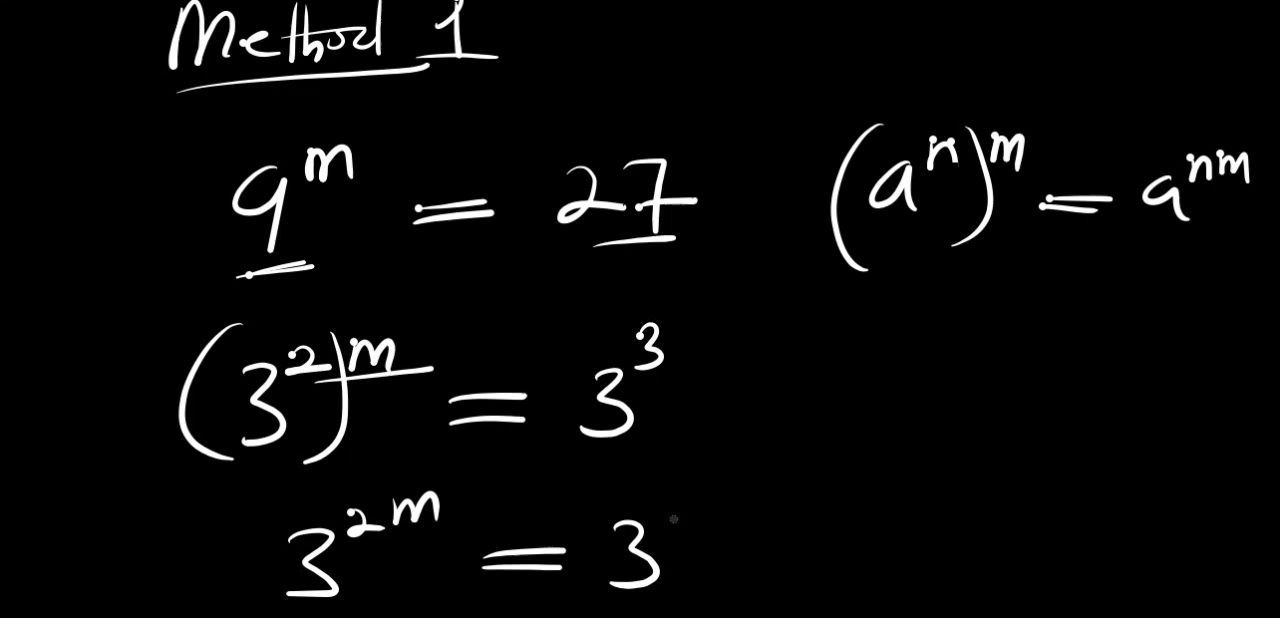 Method 1
9^m = 27 (a^n)^m = a^nm
(3^2)^m = 3^3
3^2m = 3